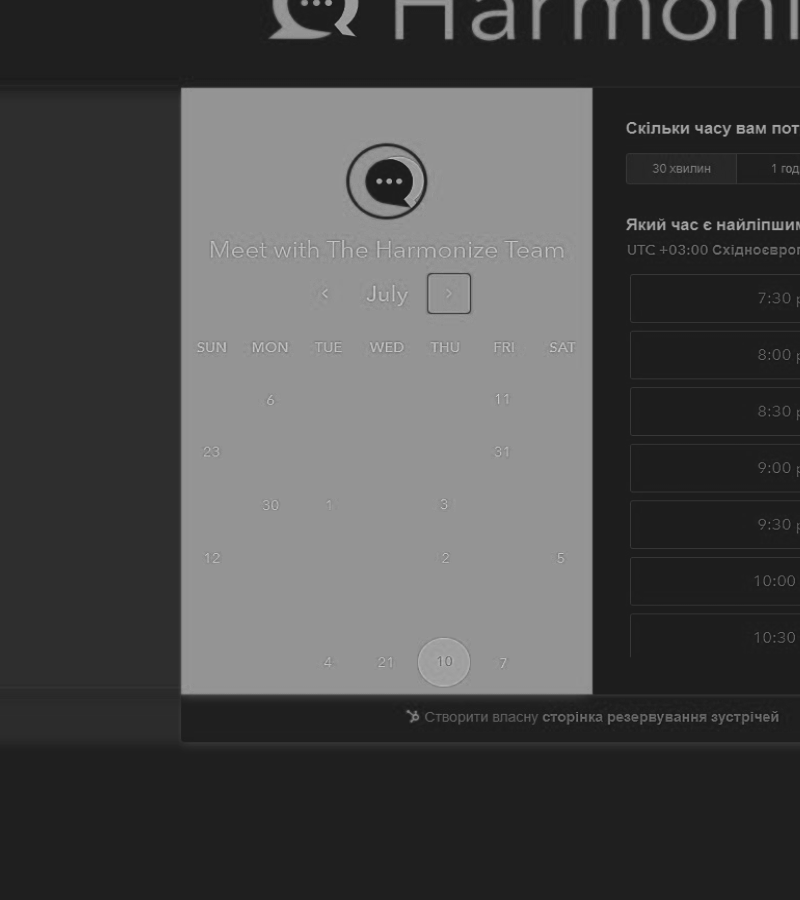 Harmoni
Meet with The Harmonize Team
July
SUN MON TUE WED THU FRI SAT
6 11
23 31
30 1 3
12 2 5
4 21 10 7
Скільки часу вам пот
30 хвилин 1 год
Який час є найліпшим
UTC +03:00 Східноєвроп
7:30 р
8:00 р
8:30 р
9:00 р
9:30 р
10:00
10:30
Створити власну сторінка резервування зустрічей